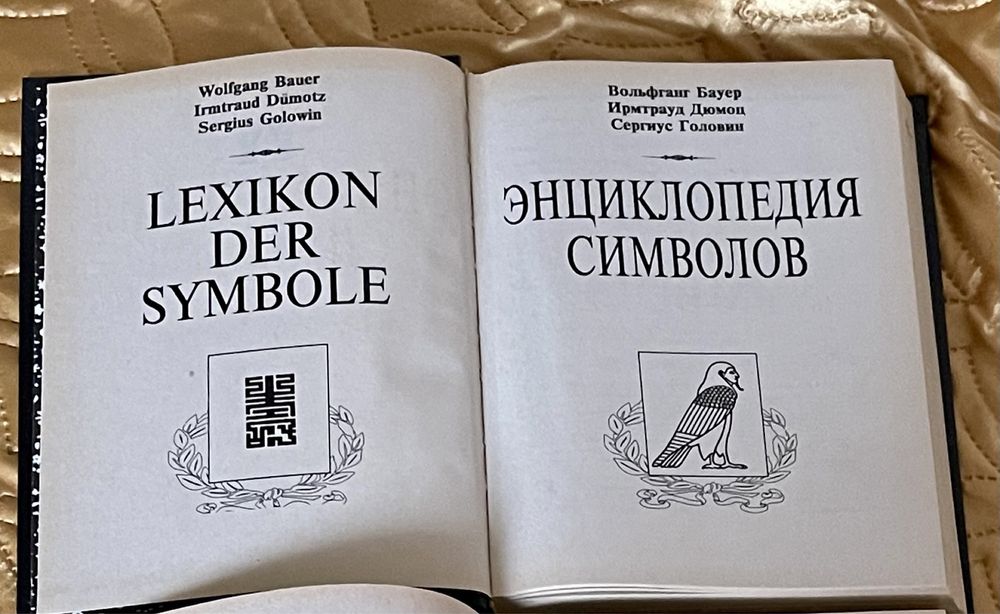 Wolfgang Bauer
Irmtraud Dümotz
Sergius Golowin
LEXIKON
DER
SYMBOLE
Вольфганг Бауер
Ирмтрауд Дюмоц
Сергиус Головин
ЭНЦИКЛОПЕДИЯ
СИМВОЛОВ